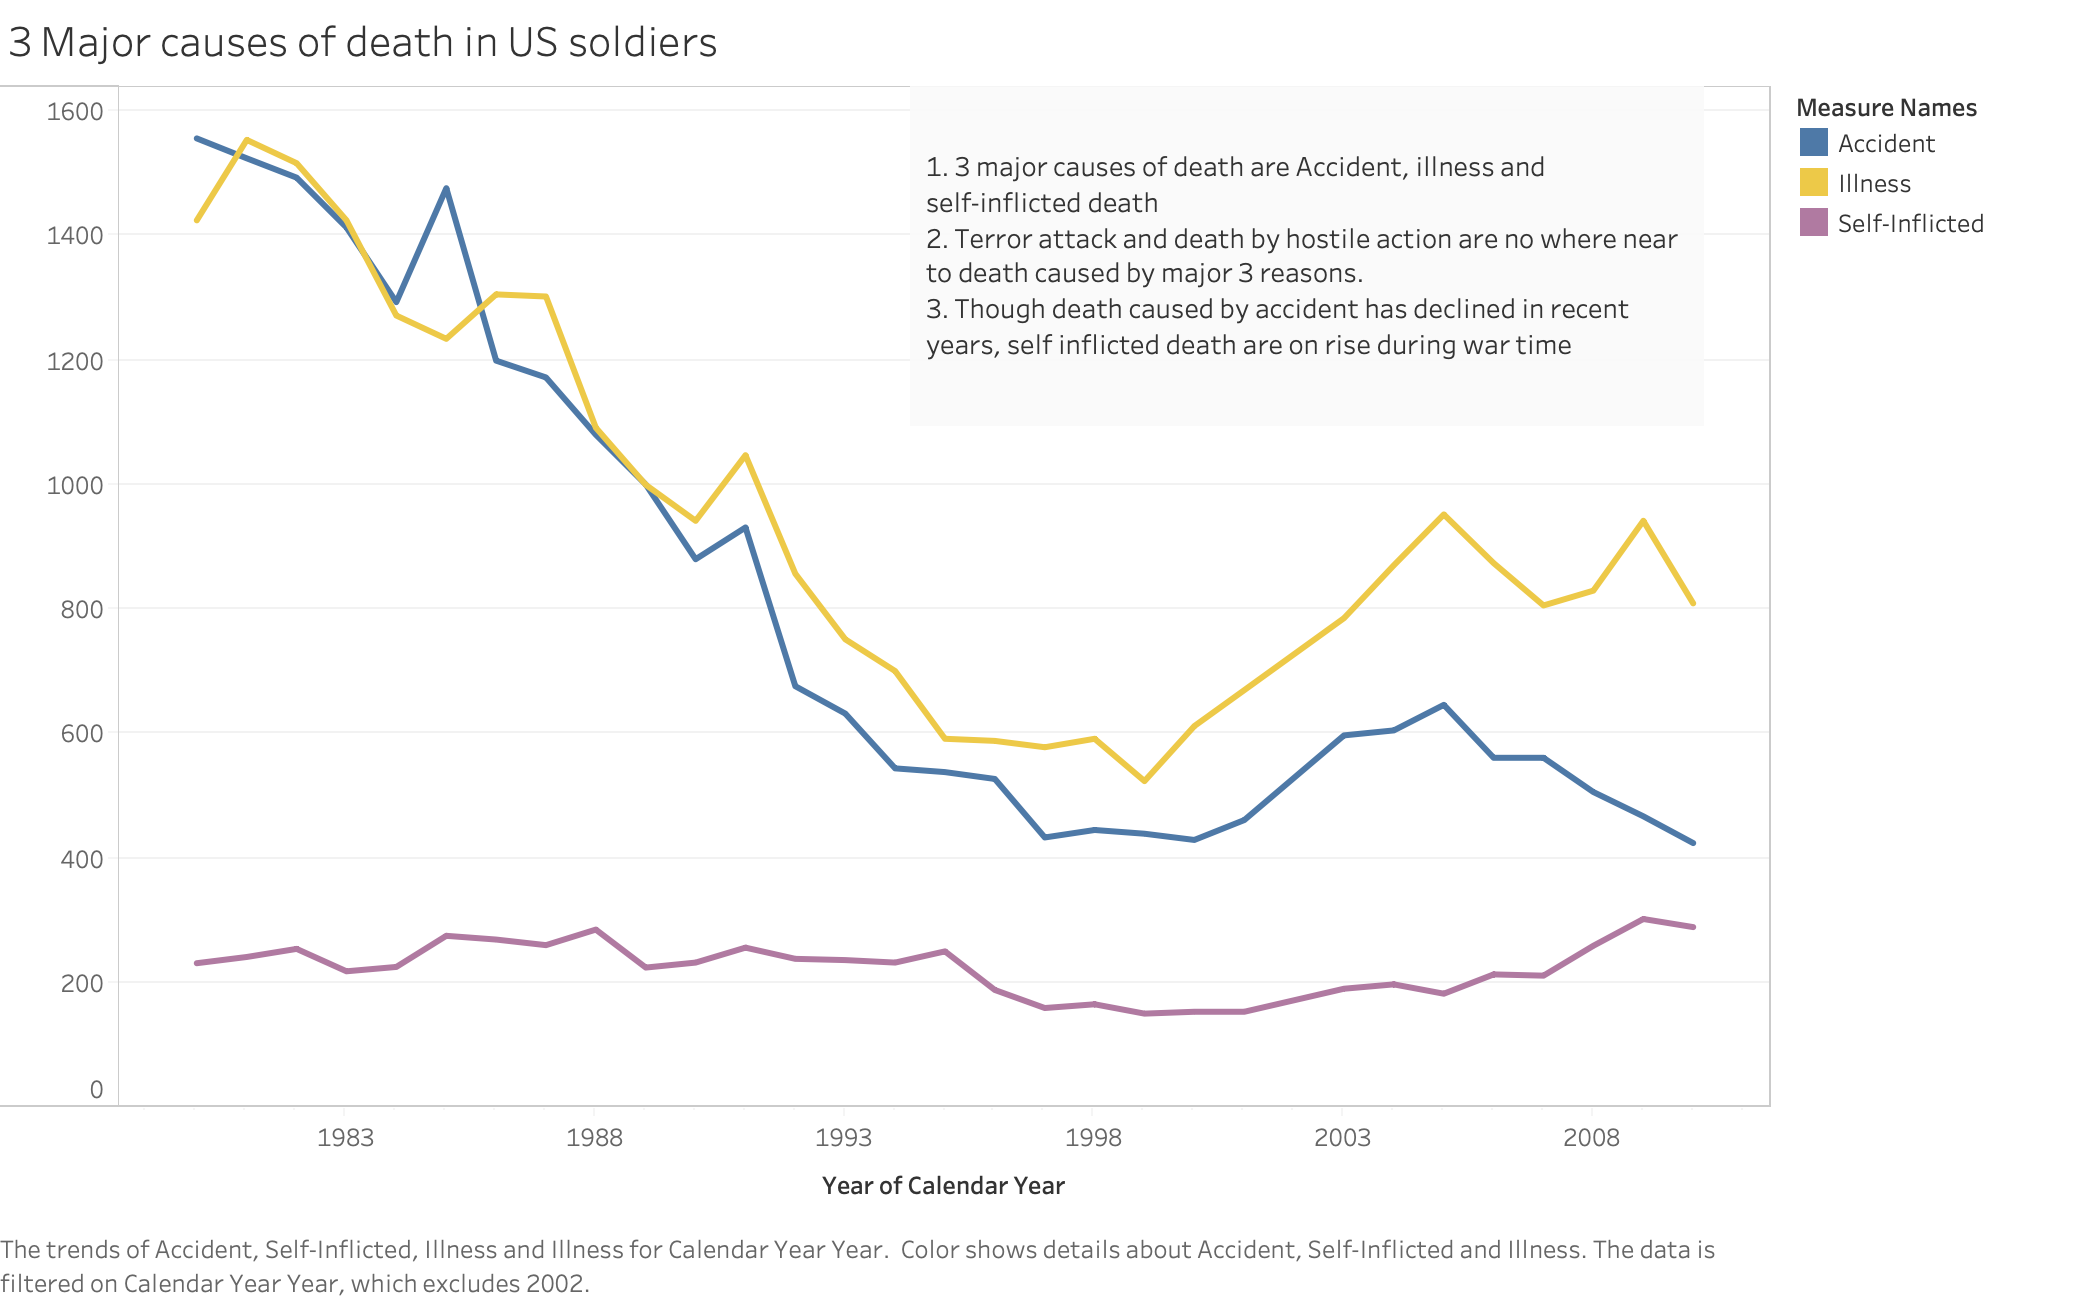 3 Major causes of death in US soldiers
1600
1400
1200
1000
800
600
400
200
0
1. 3 major causes of death are Accident, illness and
self-inflicted death
2. Terror attack and death by hostile action are no where near
to death caused by major 3 reasons.
3. Though death caused by accident has declined in recent
years, self inflicted death are on rise during war time
Measure Names
Accident
Illness
Self-Inflicted
1983
1988
1993
1998
2003
2008
Year of Calendar Year
The trends of Accident, Self-Inflicted, Illness and Illness for Calendar Year Year.  Color shows details about Accident, Self-Inflicted and Illness. The data is
filtered on Calendar Year Year, which excludes 2002.